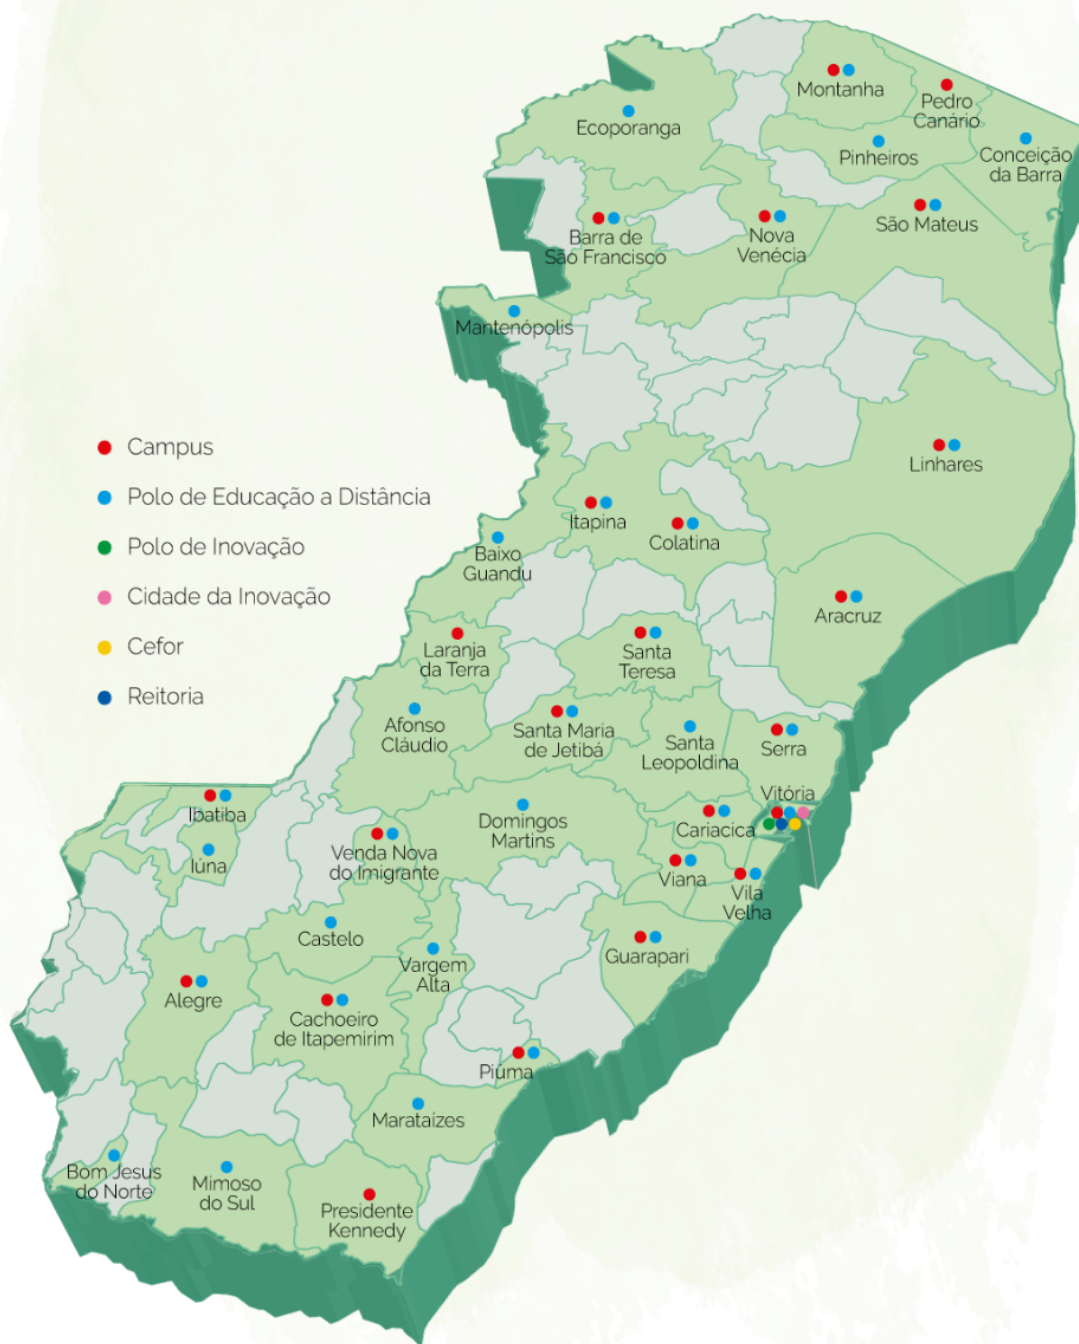 Montanha
Pedro
Canário
Ecoporanga
Pinheiros
Conceição
da Barra
São Mateus
Barra de
São Francisco
Nova
Venécia
Mantenópolis
Campus
Polo de Educação a Distância
Polo de Inovação
Cidade da Inovação
Cefor
Reitoria
Linhares
Itapina
Colatina
Baixo
Guandu
Aracruz
Laranja
da Terra
Santa
Teresa
Afonso
Cláudio
Santa Maria
de Jetibá
Santa
Leopoldina
Serra
Vitória
Ibatiba
Domingos
Martins
Cariacica
Iúna
Venda Nova
do Imigrante
Viana
Vila
Velha
Castelo
Guarapari
Vargem
Alta
Alegre
Cachoeiro
de Itapemirim
Piúma
Marataizes
Bom Jesus
do Norte
Mimoso
do Sul
Presidente
Kennedy